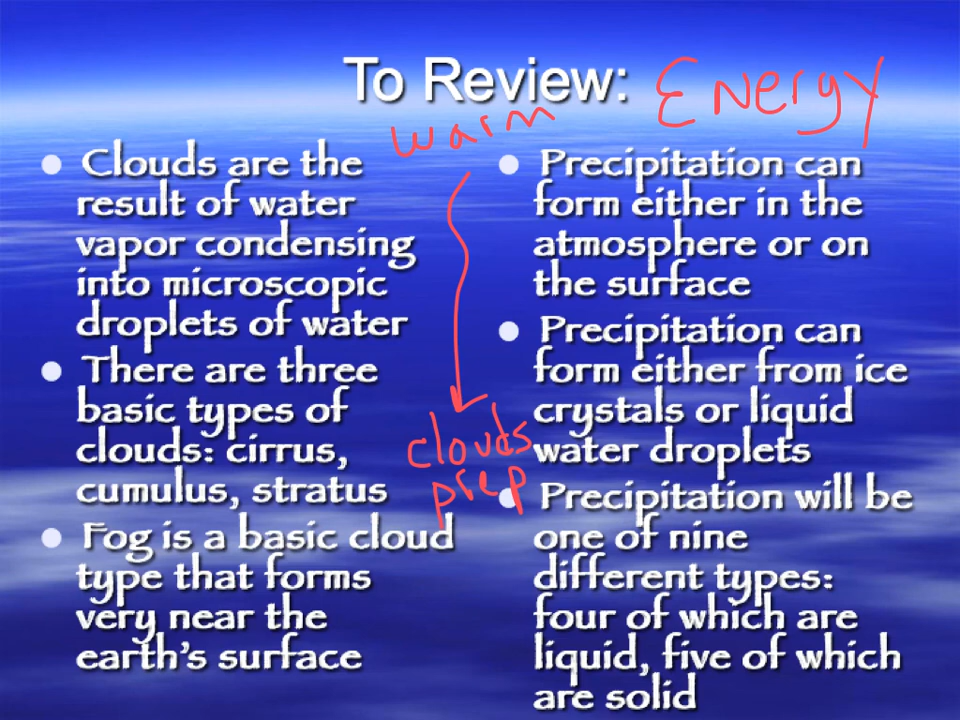 To Review: Energy
warm
• Clouds are the
result of water
vapor condensing
into microscopic
droplets of water
• There are three
basic types of
clouds: cirrus,
cumulus, stratus
• Fog is a basic cloud
type that forms
very near the
earth's surface
clouds
prep
• Precipitation can
form either in the
atmosphere or on
the surface
• Precipitation can
form either from ice
crystals or liquid
water droplets
• Precipitation will be
one of nine
different types:
four of which are
liquid, five of which
are solid